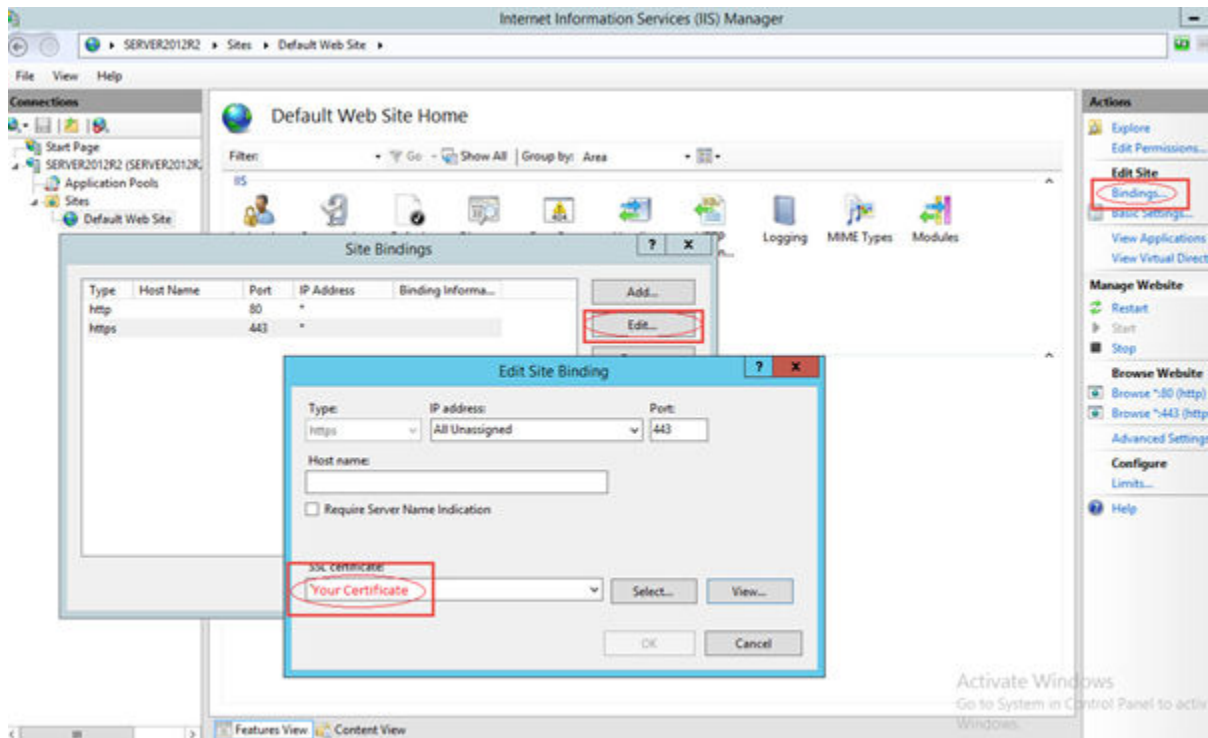 Internet Information Services (IIS) Manager
SERVER2012R2 Sites Default Web Site
File View Help
Connections
Start Page
SERVER2012R2 (SERVER2012R
Application Pools
Sites
Default Web Site
Default Web Site Home
Filter: Go Show All Group by: Area
IIS
Logging MIME Types Modules
Site Bindings
? x
Type Host Name Port IP Address Binding Informa...
http 80 *
https 443 *
Add...
Edit...
Edit Site Binding
? x
Type: IP address: Port:
https All Unassigned 443
Host name:
Require Server Name Indication
SSL certificate:
Your Certificate Select... View...
OK Cancel
Features View Content View
Actions
Explore
Edit Permissions...
Edit Site
Bindings...
Basic Settings...
View Applications
View Virtual Direct
Manage Website
Restart
Start
Stop
Browse Website
Browse *:80 (http)
Browse *:443 (http
Advanced Settings
Configure
Limits...
Help
Activate Windows
Go to System in Control Panel to activ
Windows.